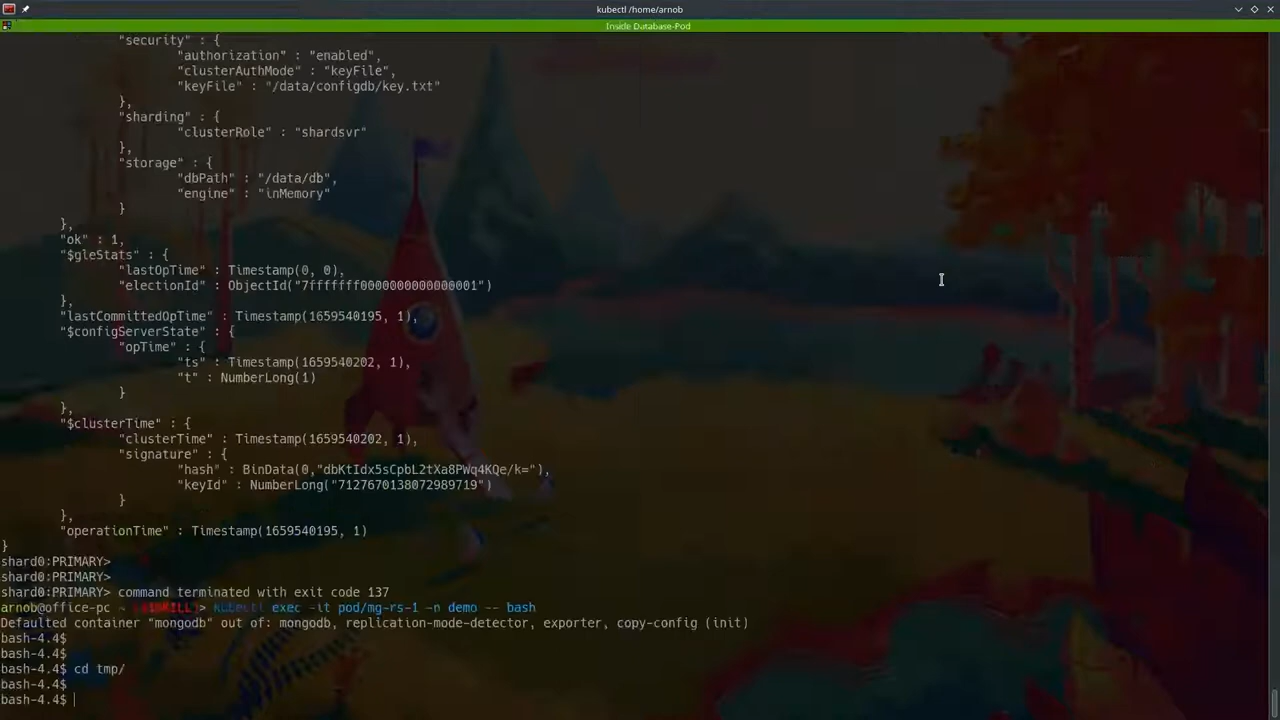 kubectl /home/arnob
Inside Database-Pod
"security" : {
"authorization" : "enabled",
"clusterAuthMode" : "keyFile",
"keyFile" : "/data/configdb/key.txt"
},
"sharding" : {
"clusterRole" : "shardsvr"
},
"storage" : {
"dbPath" : "/data/db",
"engine" : "inMemory"
}
},
"ok" : 1,
"$gleStats" : {
"lastOpTime" : Timestamp(0, 0),
"electionId" : ObjectId("7fffffff0000000000000001")
},
"lastCommittedOpTime" : Timestamp(1659540195, 1),
"$configServerState" : {
"opTime" : {
"ts" : Timestamp(1659540202, 1),
"t" : NumberLong(1)
}
},
"$clusterTime" : {
"clusterTime" : Timestamp(1659540202, 1),
"signature" : {
"hash" : BinData(0,"dbKtIdx5sCpbL2tXa8PWq4KQe/k="),
"keyId" : NumberLong("7127670138072989719")
}
},
"operationTime" : Timestamp(1659540195, 1)
}
shard0:PRIMARY>
shard0:PRIMARY>
shard0:PRIMARY> command terminated with exit code 137
arnob@office-pc ~ > kubectl exec -it pod/mg-rs-1 -n demo -- bash
Defaulted container "mongodb" out of: mongodb, replication-mode-detector, exporter, copy-config (init)
bash-4.4$
bash-4.4$
bash-4.4$ cd tmp/
bash-4.4$
bash-4.4$